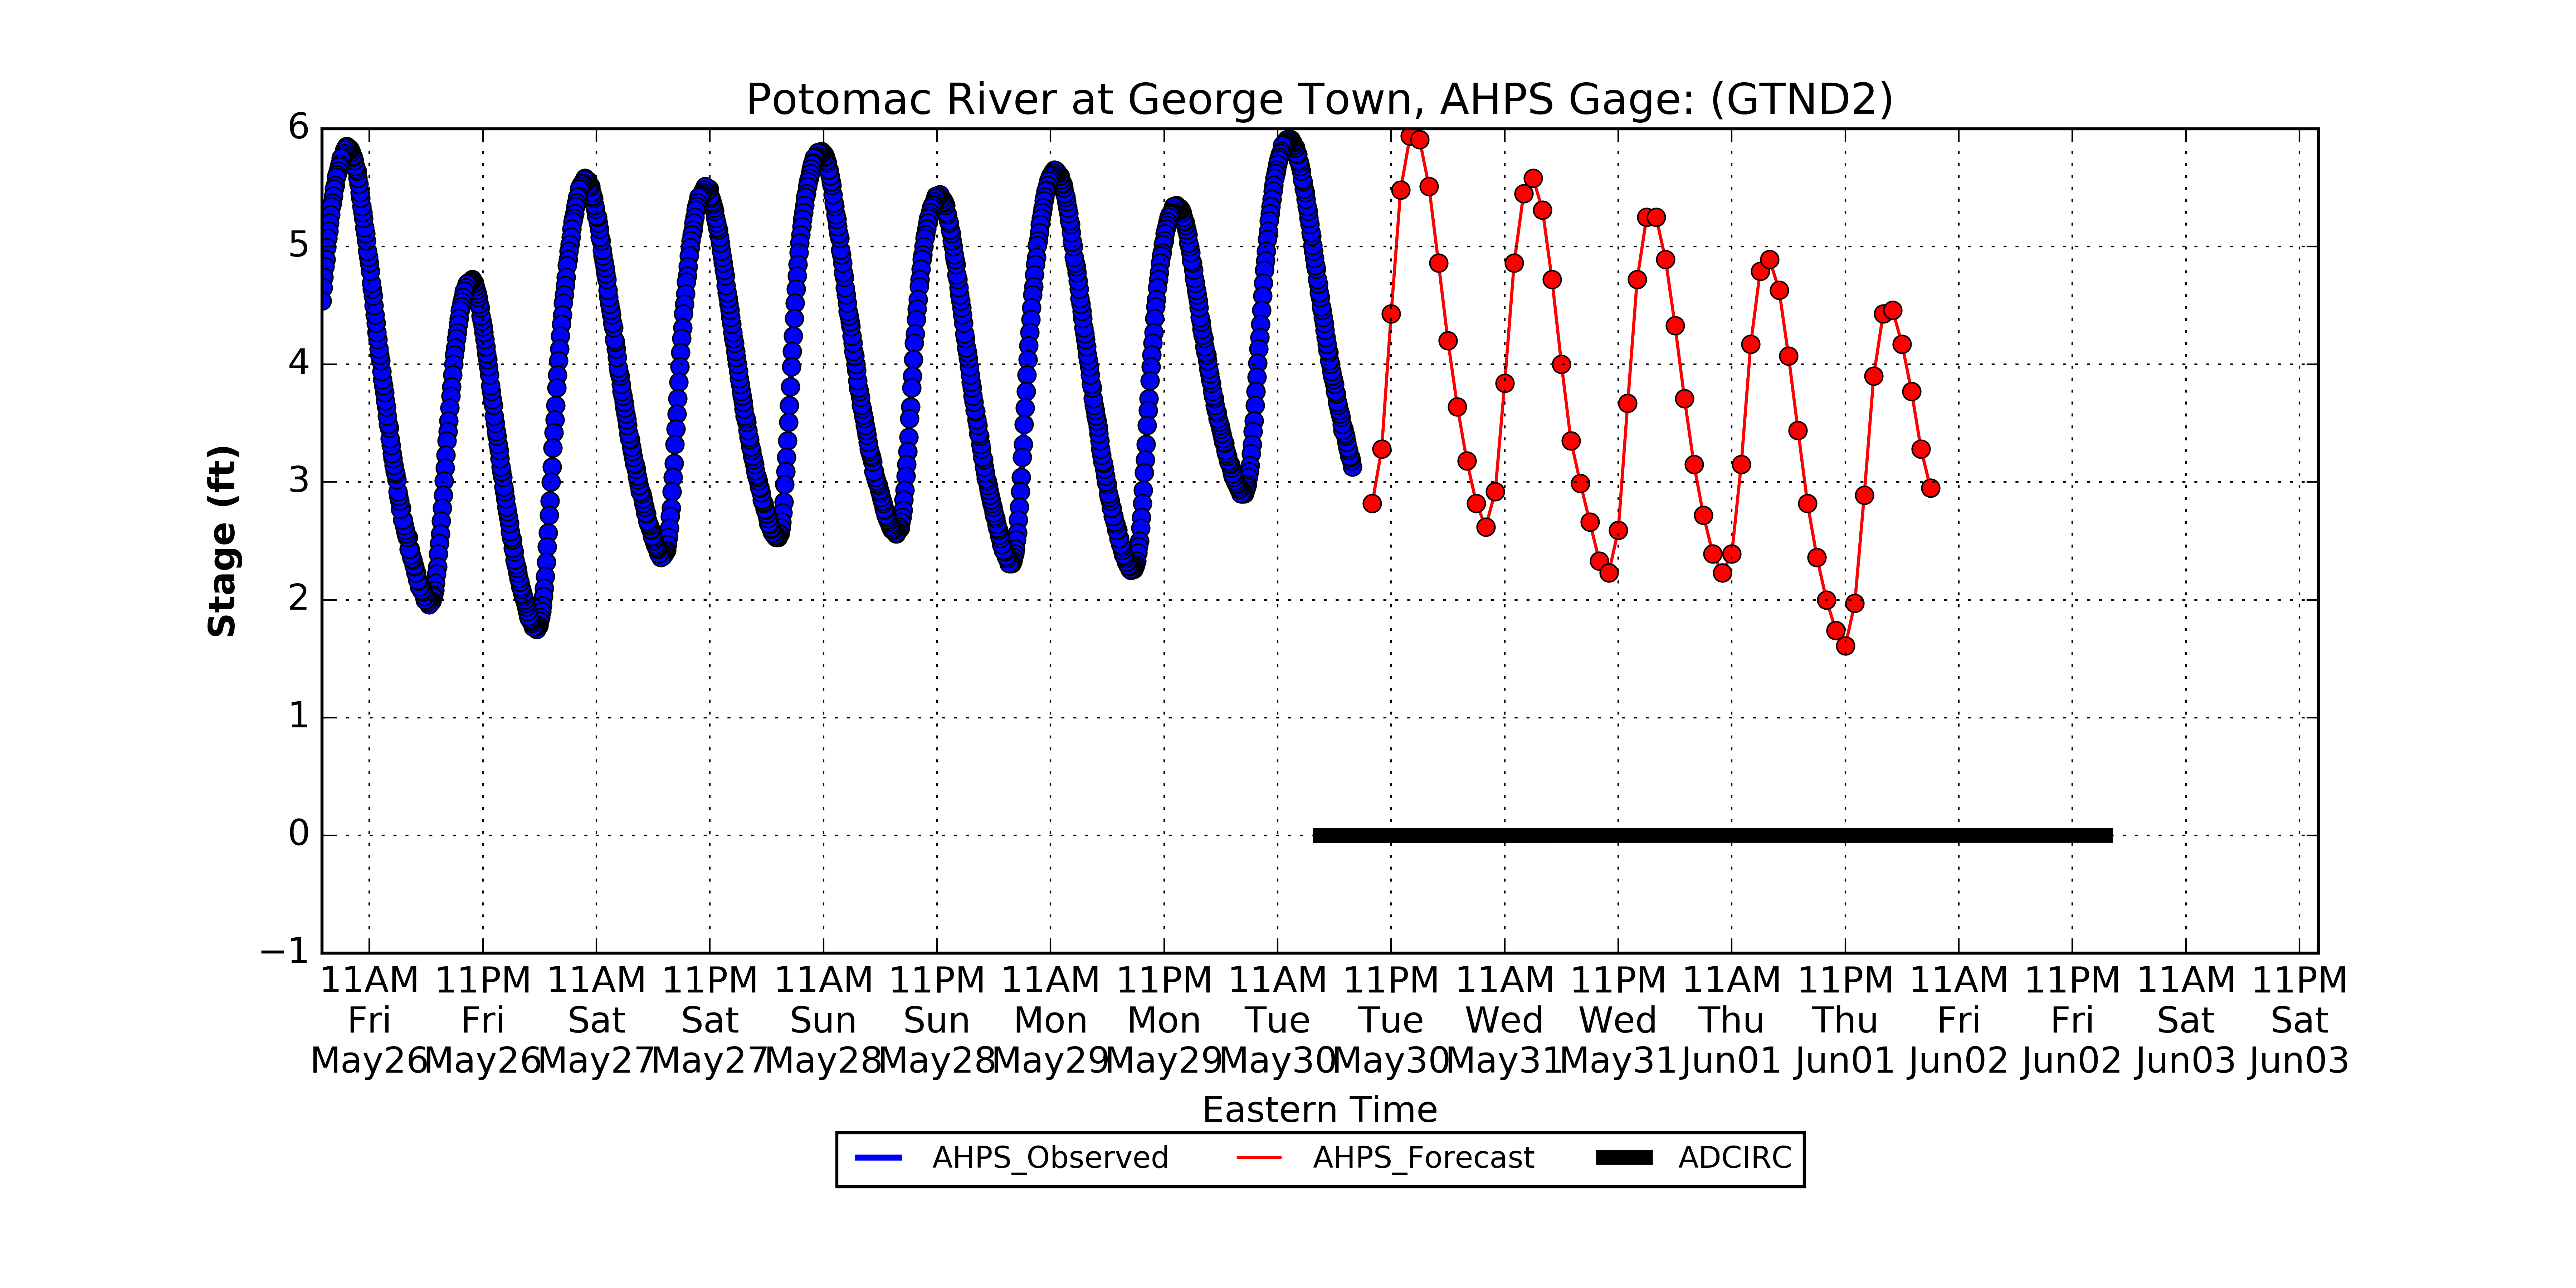 Potomac River at George Town, AHPS Gage: (GTND2)
6
5
4
3
2
1
0
−1
Stage (ft)
11AM 11PM 11AM 11PM 11AM 11PM 11AM 11PM 11AM 11PM 11AM 11PM 11AM 11PM 11AM 11PM 11AM 11PM
Fri Fri Sat Sat Sun Sun Mon Mon Tue Tue Wed Wed Thu Thu Fri Fri Sat Sat
May26 May26 May27 May27 May28 May28 May29 May29 May30 May30 May31 May31 Jun01 Jun01 Jun02 Jun02 Jun03 Jun03
Eastern Time
AHPS_Observed AHPS_Forecast ADCIRC